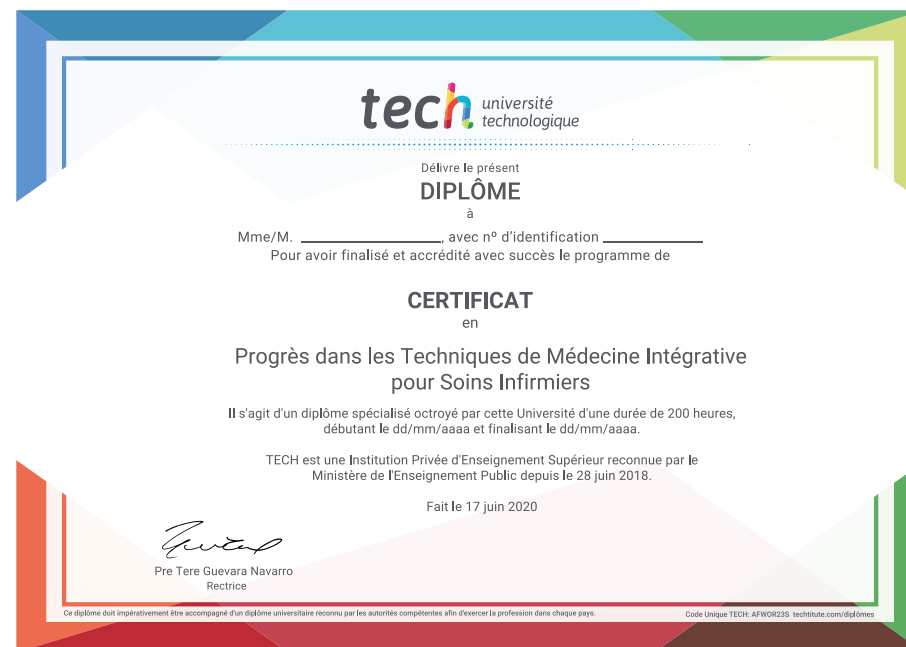 tech université
technologique
Délivre le présent
DIPLÔME
à
Mme/M. ____________________, avec nº d'identification ______________
Pour avoir finalisé et accrédité avec succès le programme de
CERTIFICAT
en
Progrès dans les Techniques de Médecine Intégrative
pour Soins Infirmiers
Il s'agit d'un diplôme spécialisé octroyé par cette Université d'une durée de 200 heures,
débutant le dd/mm/aaaa et finalisant le dd/mm/aaaa.
TECH est une Institution Privée d'Enseignement Supérieur reconnue par le
Ministère de l'Enseignement Public depuis le 28 juin 2018.
Fait le 17 juin 2020
Pre Tere Guevara Navarro
Rectrice
Ce diplôme doit impérativement être accompagné d'un diplôme universitaire reconnu par les autorités compétentes afin d'exercer la profession dans chaque pays.
Code Unique TECH: AFWOR23S techtitute.com/diplômes